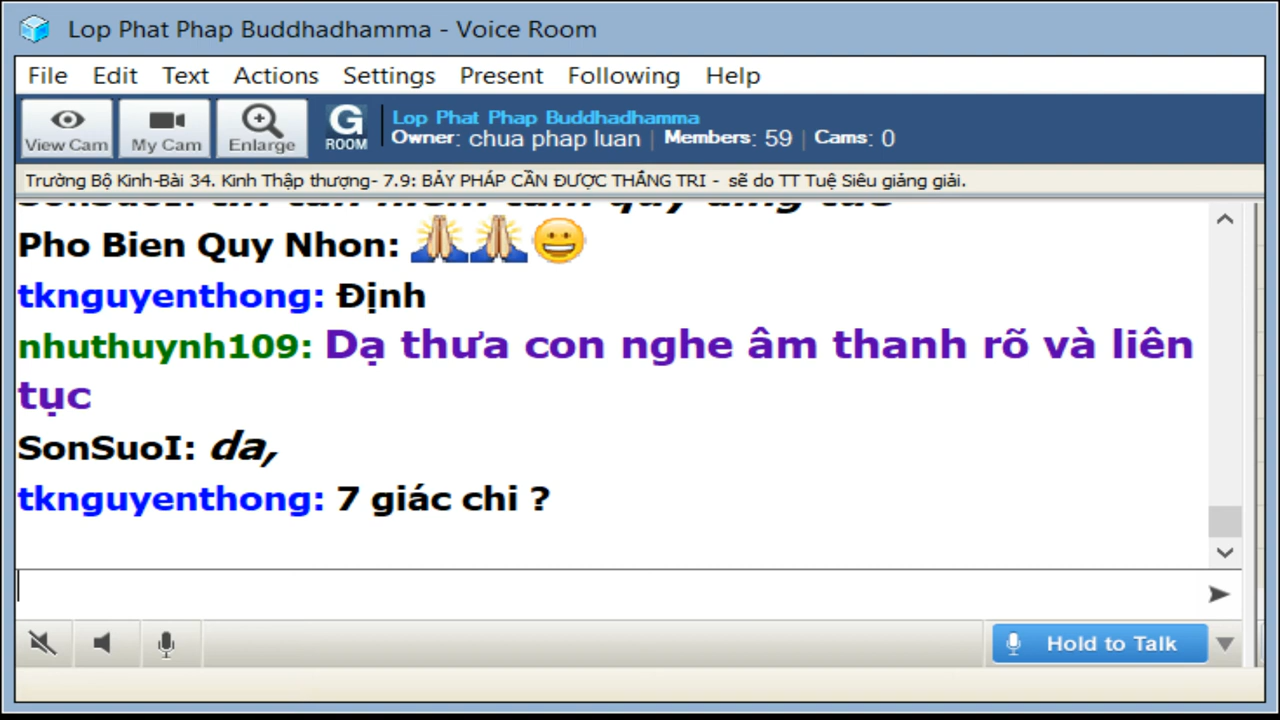 Lop Phat Phap Buddhadhamma - Voice Room
File Edit Text Actions Settings Present Following Help
View Cam My Cam Enlarge G ROOM
Lop Phat Phap Buddhadhamma
Owner: chua phap luan | Members: 59 | Cams: 0
Trường Bộ Kinh-Bài 34. Kinh Thập thượng- 7.9: BẢY PHÁP CẦN ĐƯỢC THẮNG TRI - sẽ do TT Tuệ Siêu giảng giải.
Pho Bien Quy Nhon:
tknguyenthong: Định
nhuthuynh109: Dạ thưa con nghe âm thanh rõ và liên
tục
SonSuoI: da,
tknguyenthong: 7 giác chi ?
Hold to Talk